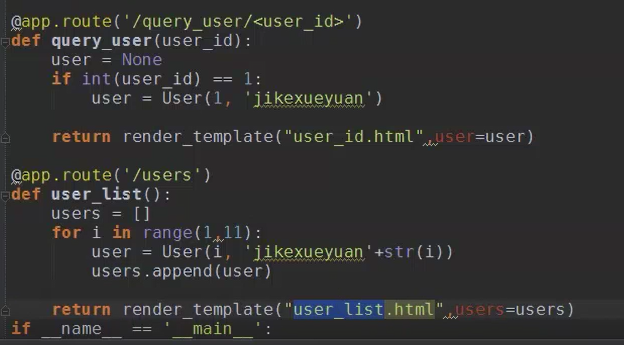 @app.route('/query_user/<user_id>')
def query_user(user_id):
    user = None
    if int(user_id) == 1:
        user = User(1, 'jikexueyuan')
    return render_template("user_id.html",user=user)
@app.route('/users')
def user_list():
    users = []
    for i in range(1,11):
        user = User(i, 'jikexueyuan'+str(i))
        users.append(user)
    return render_template("user_list.html",users=users)
if __name__ == '__main__':